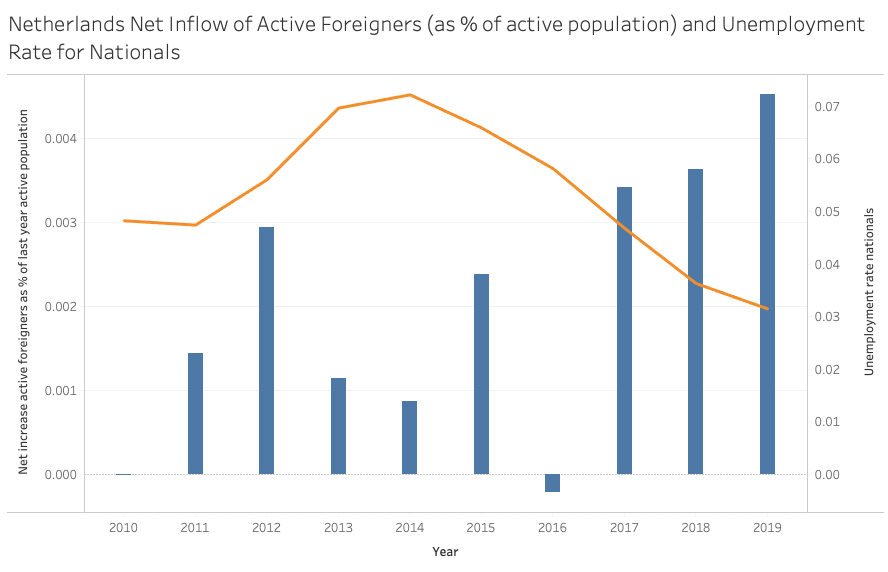 Netherlands Net Inflow of Active Foreigners (as % of active population) and Unemployment
Rate for Nationals
Net increase active foreigners as % of last year active population
0.004
0.003
0.002
0.001
0.000
0.07
0.06
0.05
0.04
0.03
0.02
0.01
0.00
Unemployment rate nationals
2010 2011 2012 2013 2014 2015 2016 2017 2018 2019
Year